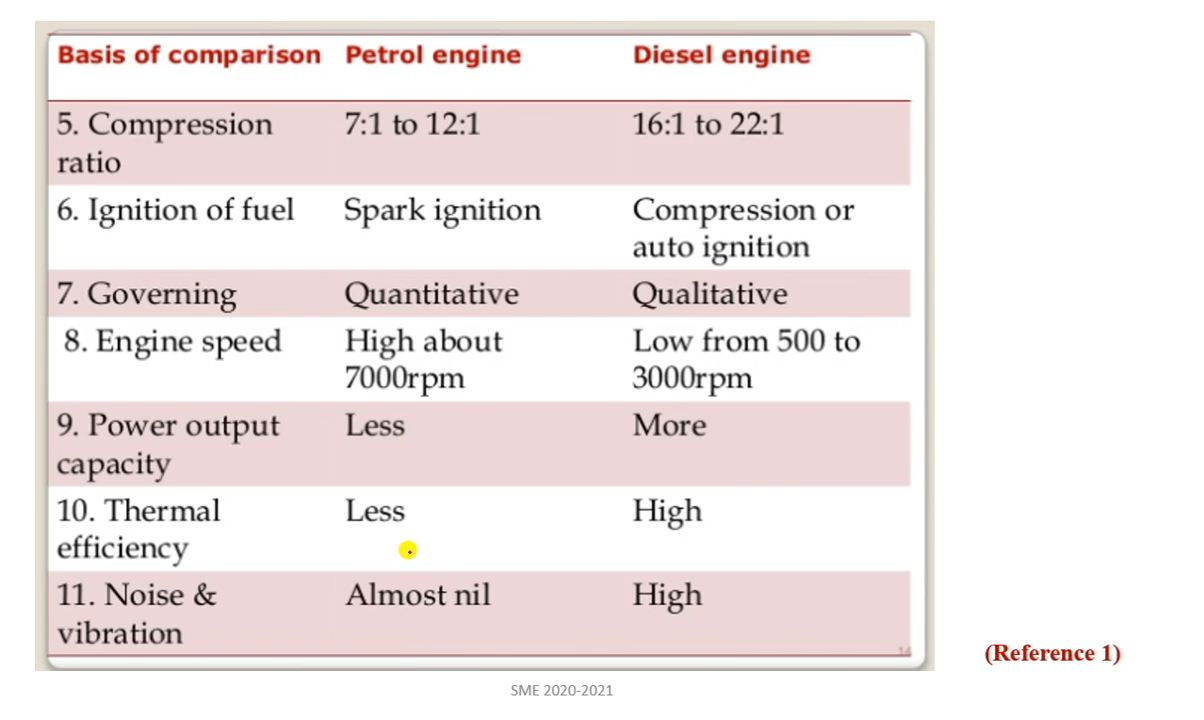 Basis of comparison Petrol engine Diesel engine
5. Compression 7:1 to 12:1 16:1 to 22:1
ratio
6. Ignition of fuel Spark ignition Compression or
auto ignition
7. Governing Quantitative Qualitative
8. Engine speed High about Low from 500 to
7000rpm 3000rpm
9. Power output Less More
capacity
10. Thermal Less High
efficiency
11. Noise & Almost nil High
vibration
14
(Reference 1)
SME 2020-2021